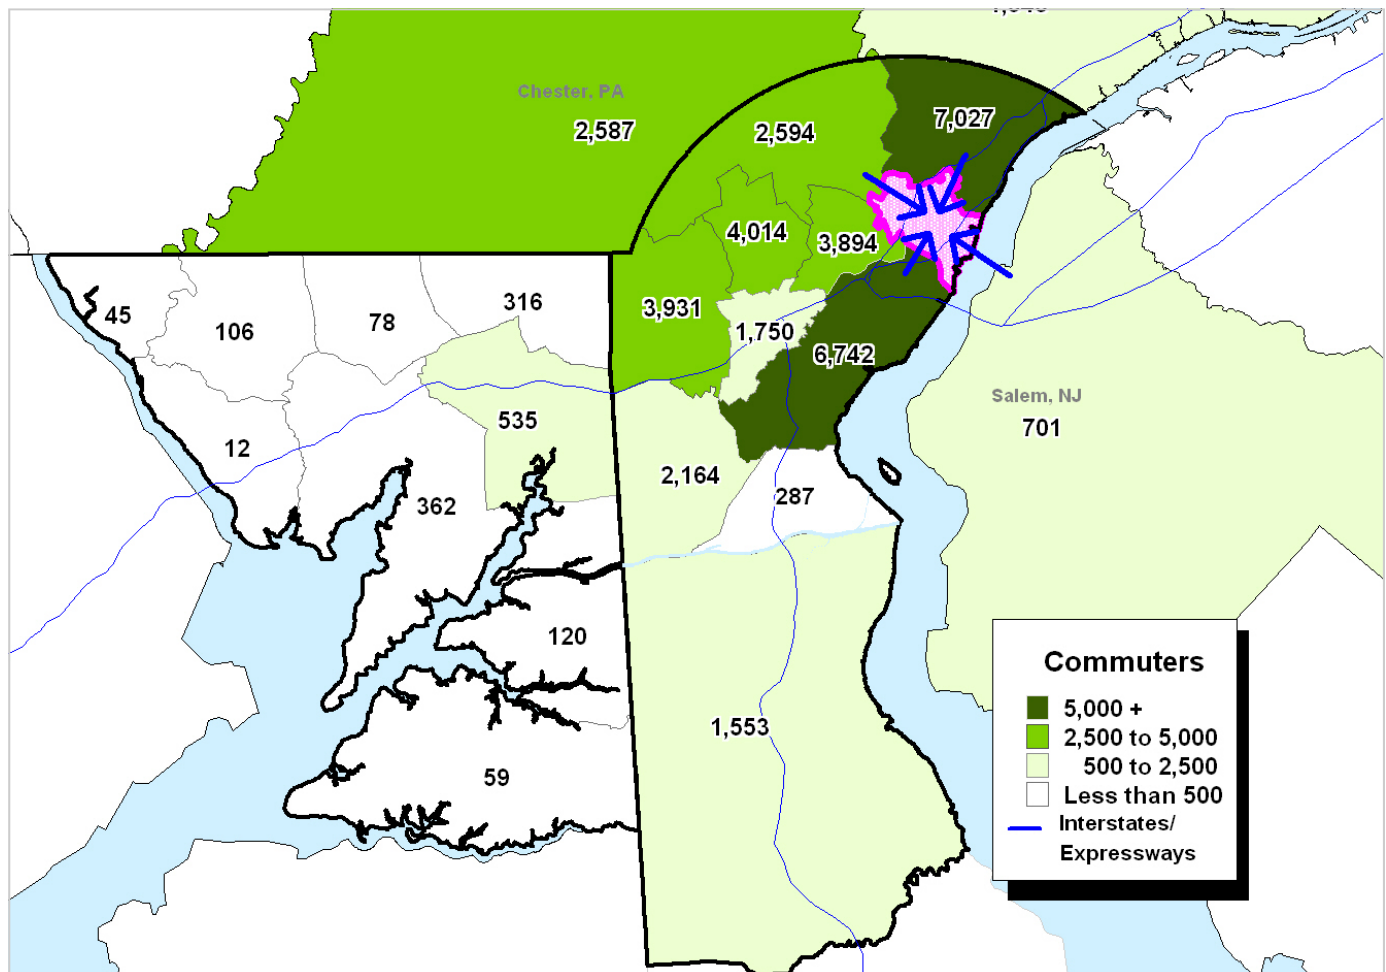 Chester, PA
2,587
2,594
7,027
4,014
3,894
3,931
1,750
6,742
45
106
78
316
12
535
362
2,164
287
Salem, NJ
701
120
59
1,553
Commuters
5,000 +
2,500 to 5,000
500 to 2,500
Less than 500
Interstates/
Expressways